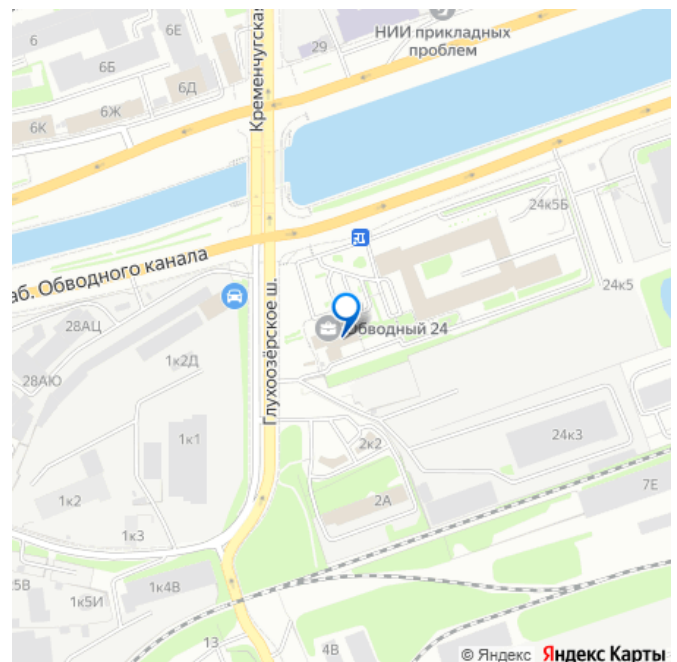 6
6Е
29
НИИ прикладных
проблем
6Б
6Д
6Ж
6К
Кременчугская
24к5Б
аб. Обводного канала
24к5
28АЦ
Обводный 24
Глухоозёрское ш.
1к2Д
28АЮ
1к1
2к2
24к3
7Е
1к2
2А
1к3
5В
1к4В
1к5И
13
4В
© Яндекс Яндекс Карты